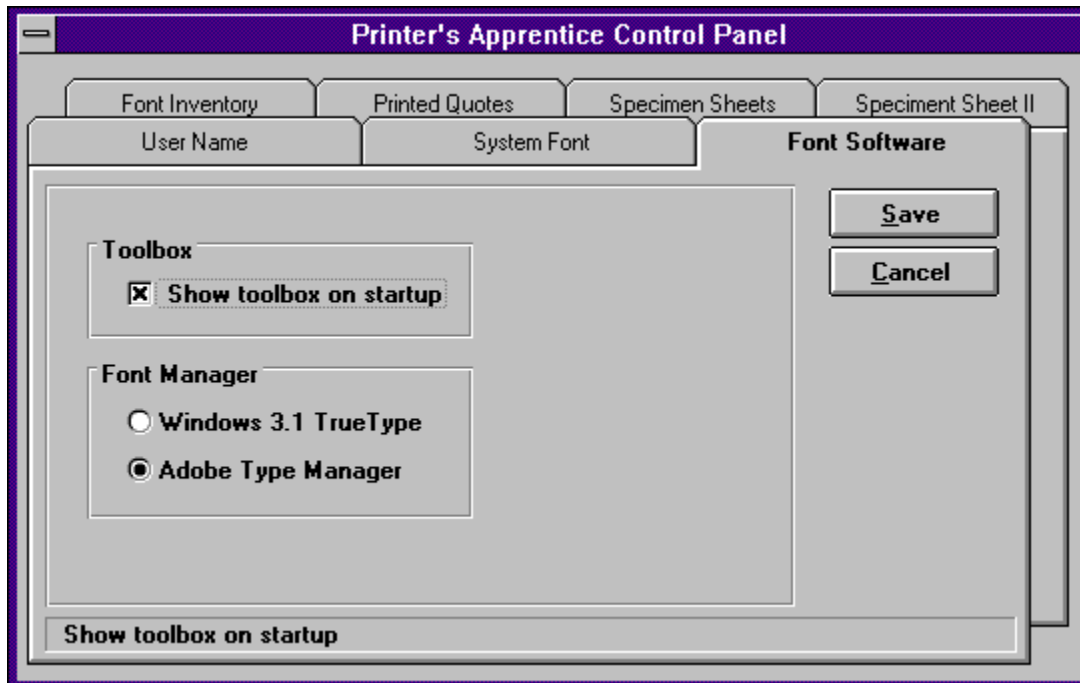 Printer's Apprentice Control Panel
Font Inventory Printed Quotes Specimen Sheets Speciment Sheet II
User Name System Font Font Software
Save
Toolbox
Show toolbox on startup
Cancel
Font Manager
Windows 3.1 TrueType
Adobe Type Manager
Show toolbox on startup